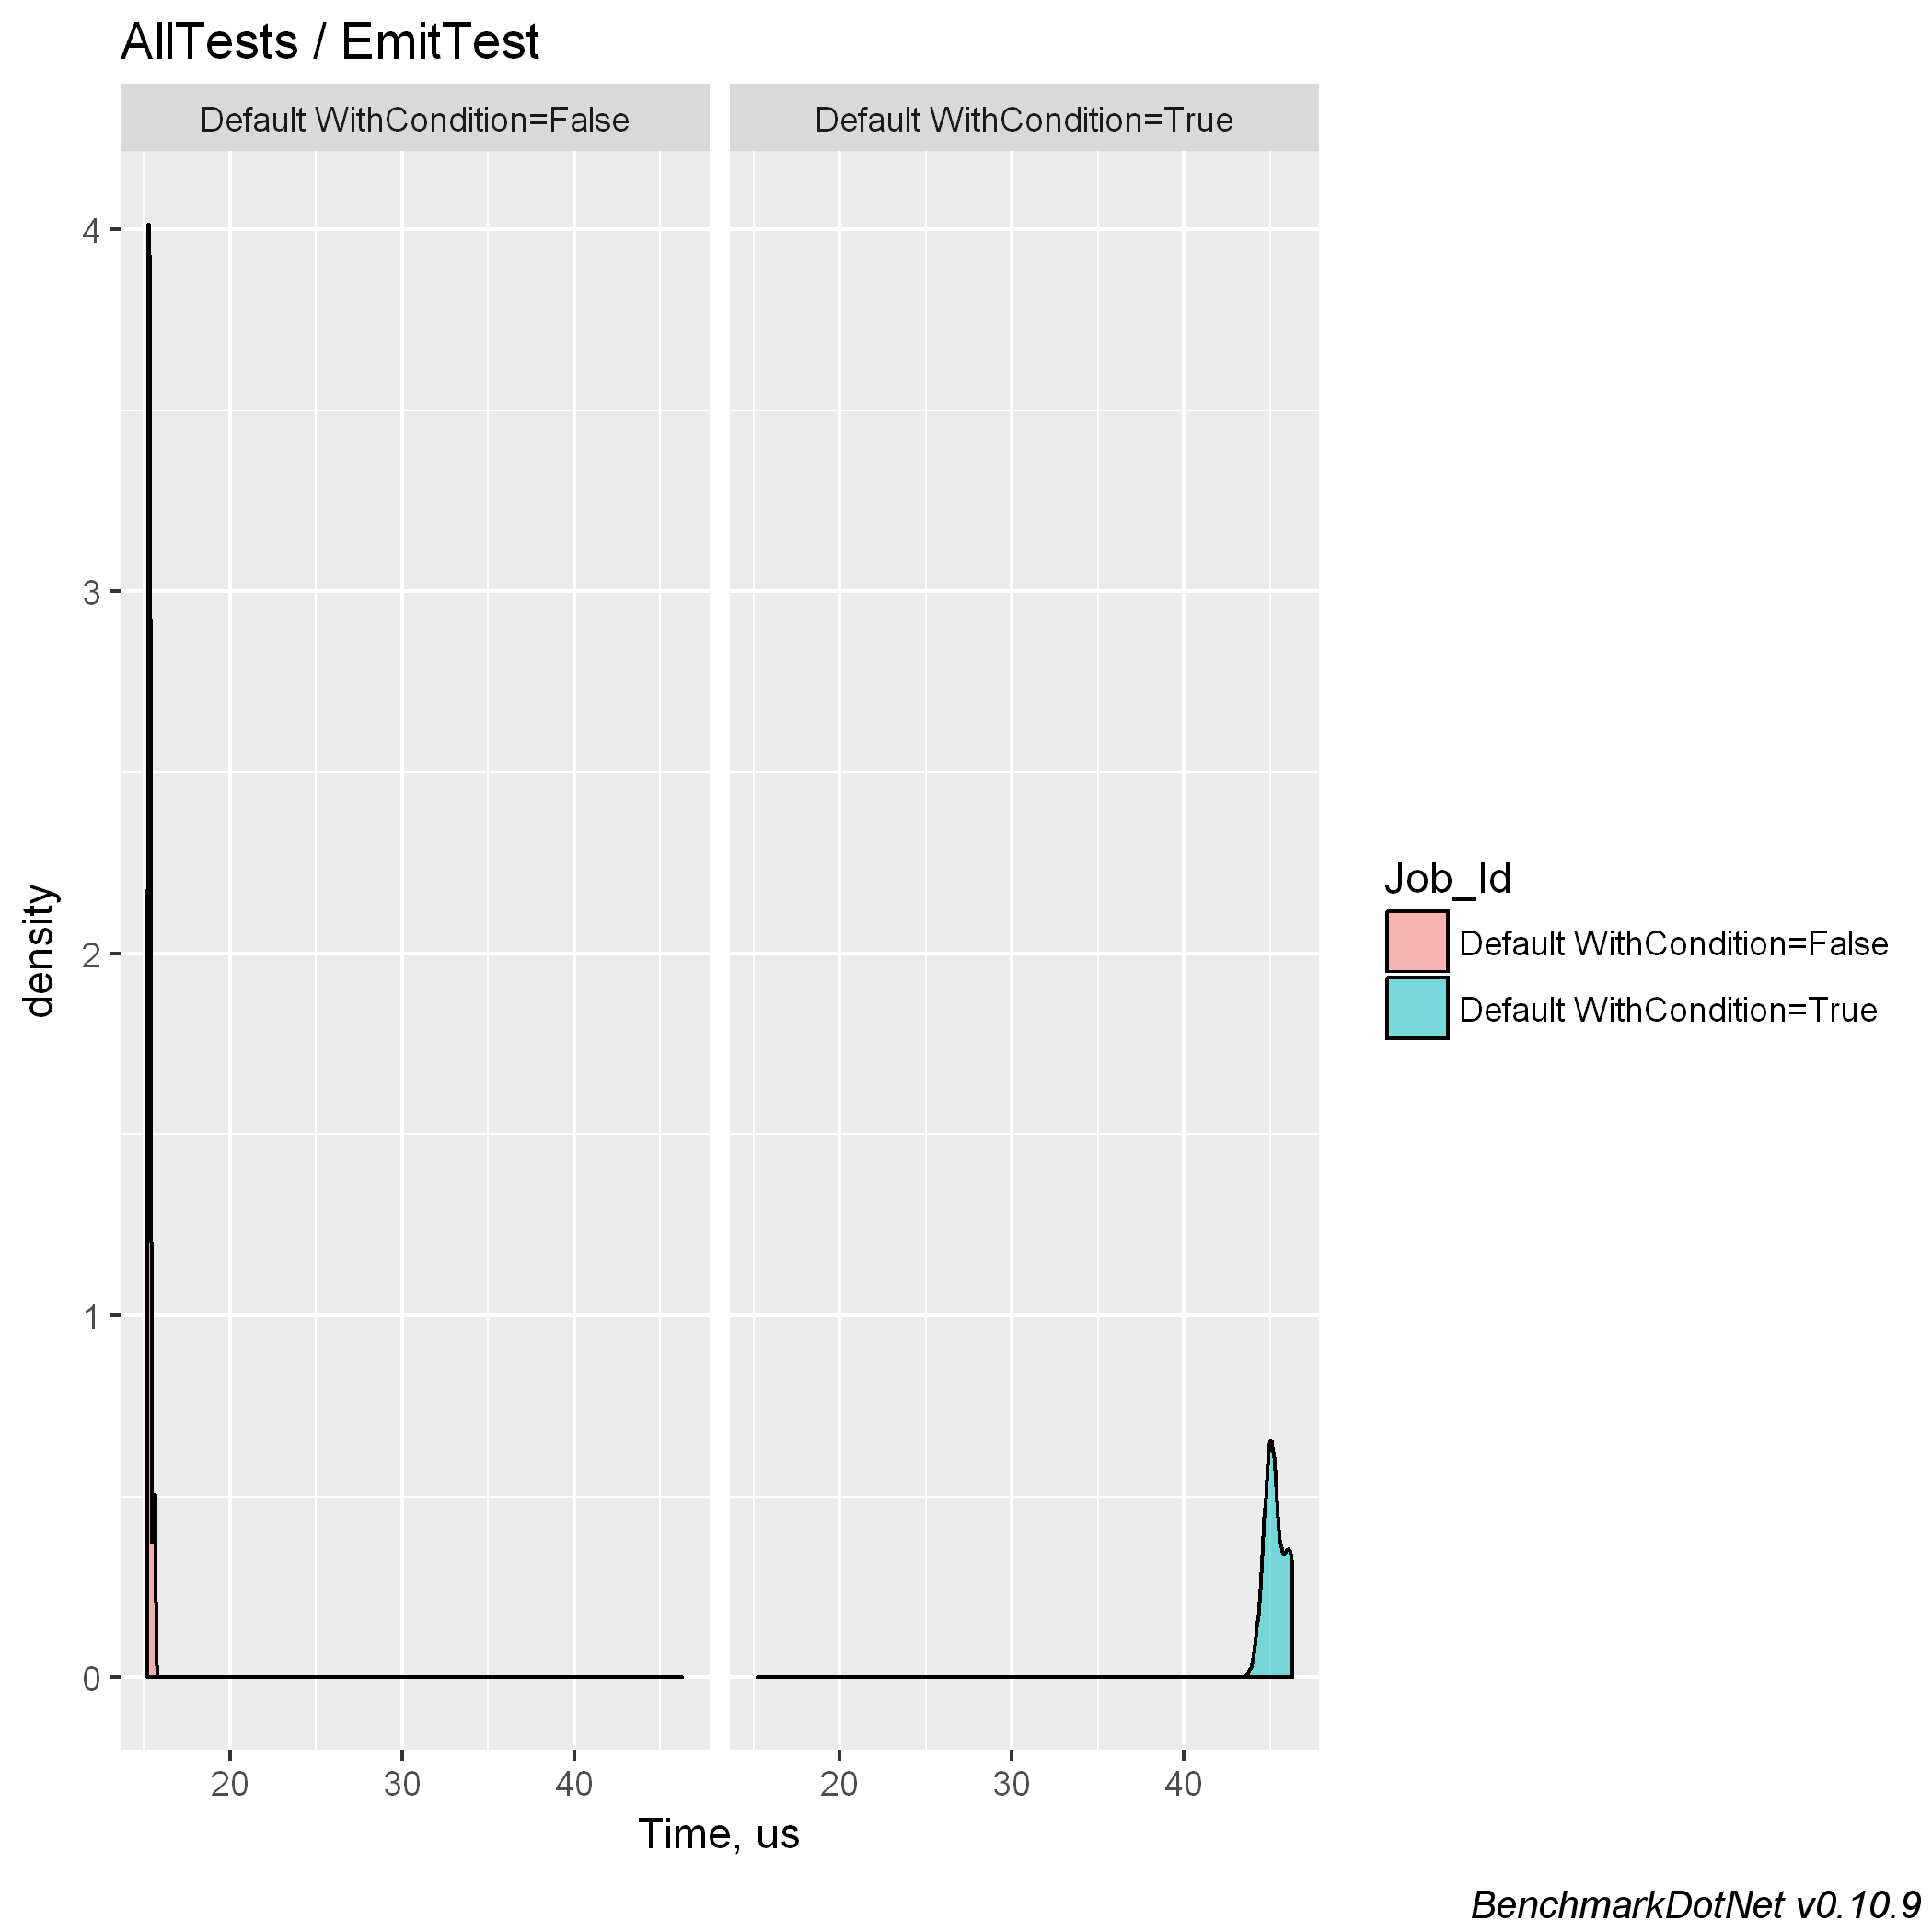 AllTests / EmitTest
Default WithCondition=False
Default WithCondition=True
4
3
2
1
0
density
20
30
40
20
30
40
Time, us
Job_Id
Default WithCondition=False
Default WithCondition=True
BenchmarkDotNet v0.10.9